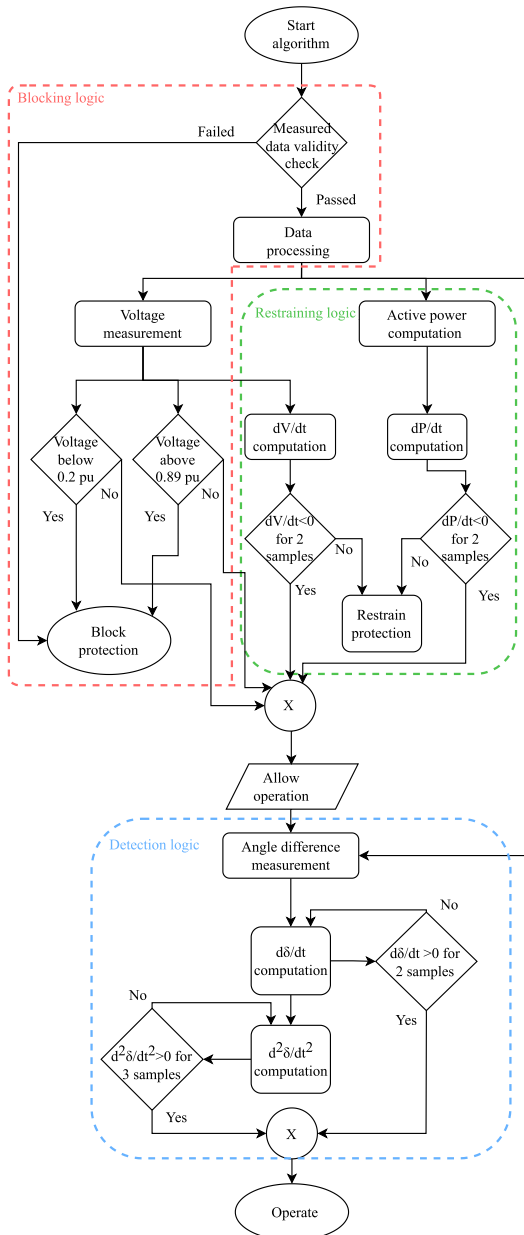 Start
algorithm
Blocking logic
Failed
Measured
data validity
check
Passed
Data
processing
Voltage
measurement
Restraining logic
Active power
computation
Voltage
below
0.2 pu
No
Yes
Voltage
above
0.89 pu
No
Yes
dV/dt
computation
dP/dt
computation
dV/dt<0
for 2
samples
No
Yes
dP/dt<0
for 2
samples
No
Yes
Block
protection
Restrain
protection
X
Allow
operation
Detection logic
Angle difference
measurement
No
dδ/dt
computation
dδ/dt >0 for
2 samples
Yes
No
d²δ/dt²>0 for
3 samples
Yes
d²δ/dt²
computation
X
Operate